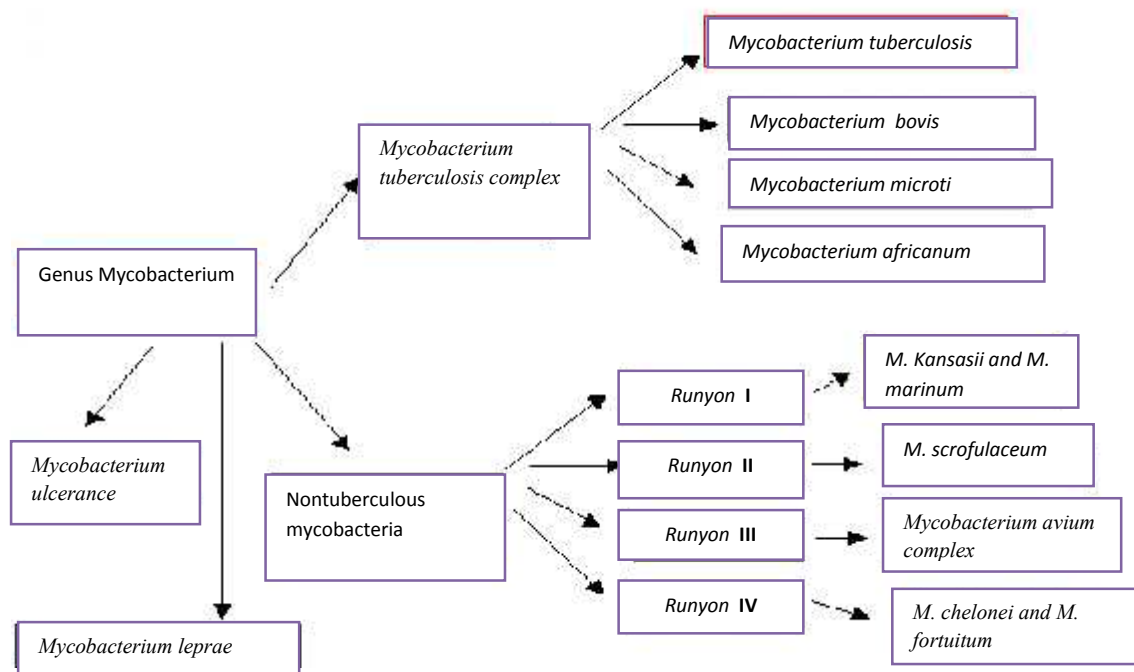 Mycobacterium tuberculosis
Mycobacterium bovis
Mycobacterium
tuberculosis complex
Mycobacterium microti
Mycobacterium africanum
Genus Mycobacterium
M. Kansasii and M.
marinum
Runyon I
Mycobacterium
ulcerance
Nontuberculous
mycobacteria
Runyon II
M. scrofulaceum
Runyon III
Mycobacterium avium
complex
Runyon IV
M. chelonei and M.
fortuitum
Mycobacterium leprae